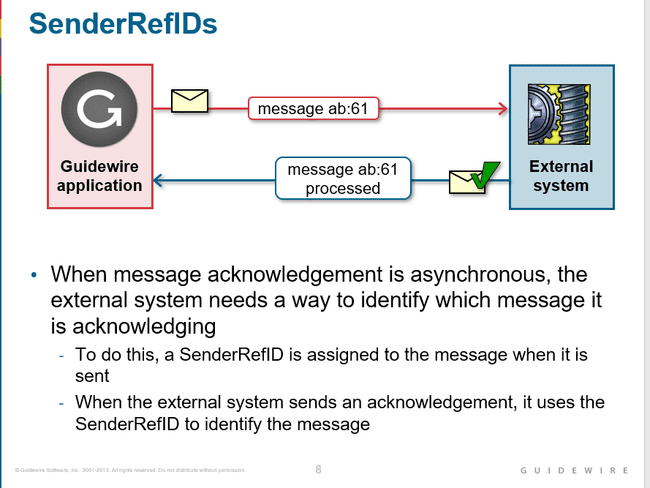 SenderRefIDs
message ab:61
Guidewire
application
message ab:61
processed
External
system
• When message acknowledgement is asynchronous, the
external system needs a way to identify which message it
is acknowledging
- To do this, a SenderRefID is assigned to the message when it is
sent
- When the external system sends an acknowledgement, it uses the
SenderRefID to identify the message
© Guidewire Software, Inc. 2001-2013. All rights reserved. Do not distribute without permission.
8
GUIDEWIRE